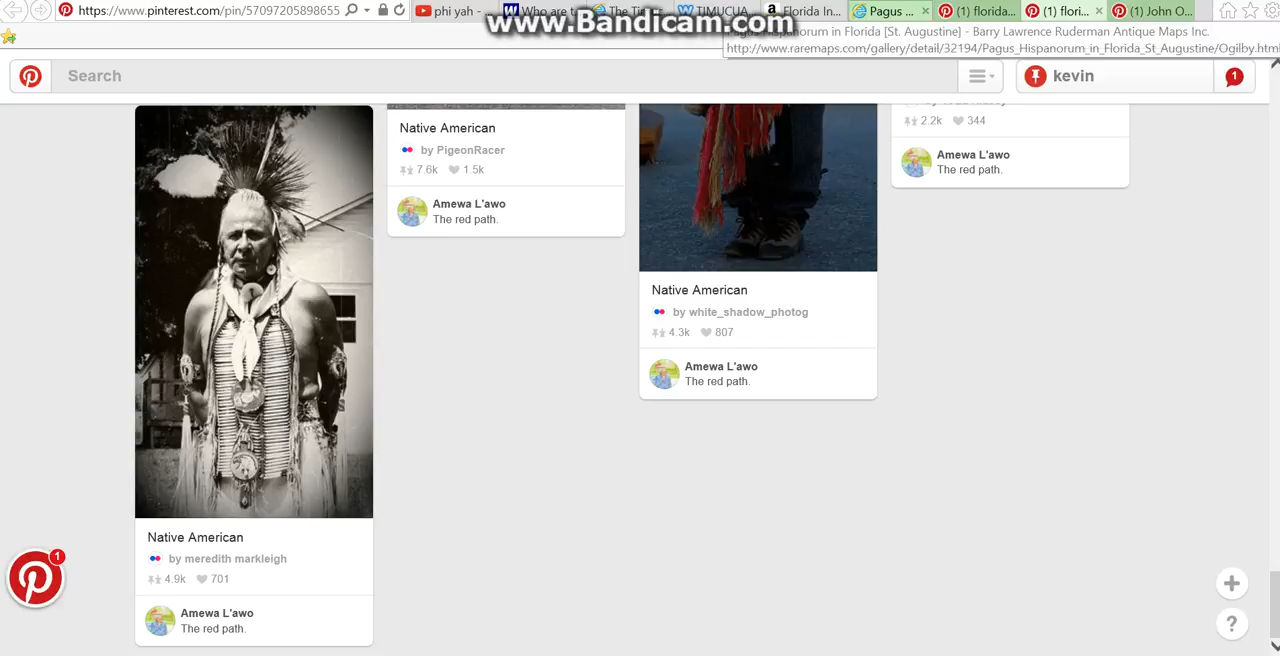 https://www.pinterest.com/pin/57097205898655
phi yah -
Who are t
The Ti
TIMUCUA
Florida In...
Pagus ...
(1) florida...
(1) flori...
(1) John O...
www.Bandicam.com
Pagus Hispanorum in Florida [St. Augustine] - Barry Lawrence Ruderman Antique Maps Inc.
http://www.raremaps.com/gallery/detail/32194/Pagus_Hispanorum_in_Florida_St_Augustine/Ogilby.html
Search
kevin
1
Native American
by meredith markleigh
4.9k 701
Amewa L'awo
The red path.
Native American
by PigeonRacer
7.6k 1.5k
Amewa L'awo
The red path.
Native American
by white_shadow_photog
4.3k 807
Amewa L'awo
The red path.
2.2k 344
Amewa L'awo
The red path.
1
?